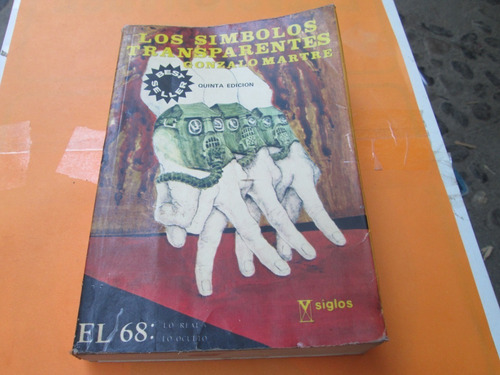 LOS SIMBOLOS
TRANSPARENTES
GONZALO MARTRE
BEST
SELLER
QUINTA EDICION
siglos
EL 68:
LO REAL
LO OCULTO